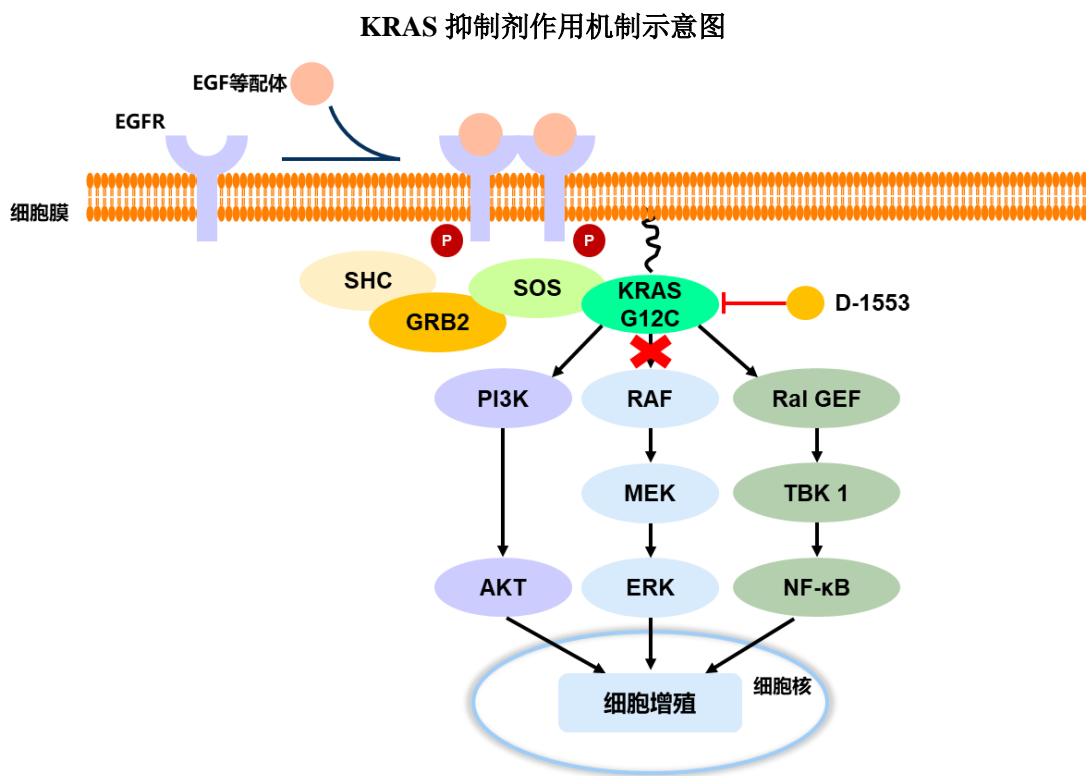 KRAS 抑制剂作用机制示意图
EGF等配体
EGFR
细胞膜
P
P
SHC
GRB2
SOS
KRAS
G12C
D-1553
PI3K
RAF
Ral GEF
MEK
TBK 1
AKT
ERK
NF-κB
细胞增殖
细胞核